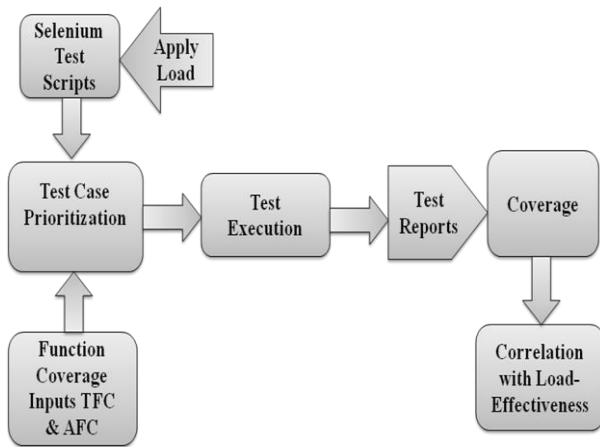 Selenium
Test
Scripts
Apply
Load
Test Case
Prioritization
Test
Execution
Test
Reports
Coverage
Function
Coverage
Inputs TFC
& AFC
Correlation
with Load-
Effectiveness